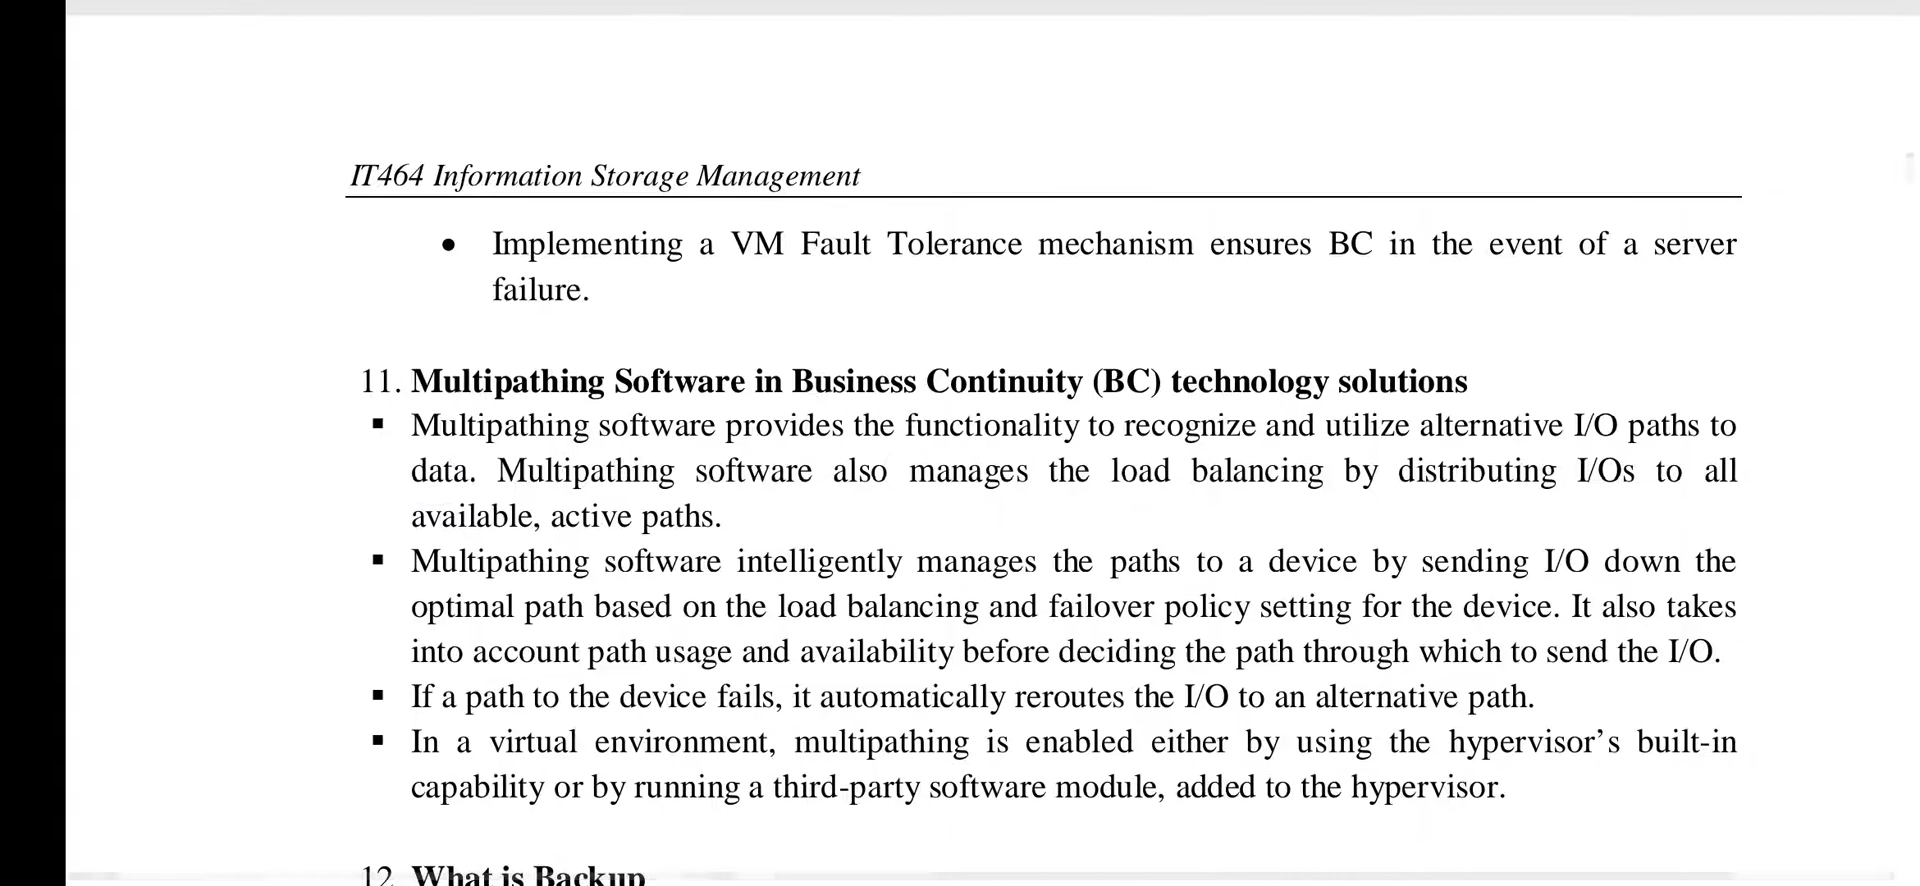 IT464 Information Storage Management
• Implementing a VM Fault Tolerance mechanism ensures BC in the event of a server
failure.
11. Multipathing Software in Business Continuity (BC) technology solutions
▪ Multipathing software provides the functionality to recognize and utilize alternative I/O paths to
data. Multipathing software also manages the load balancing by distributing I/Os to all
available, active paths.
▪ Multipathing software intelligently manages the paths to a device by sending I/O down the
optimal path based on the load balancing and failover policy setting for the device. It also takes
into account path usage and availability before deciding the path through which to send the I/O.
▪ If a path to the device fails, it automatically reroutes the I/O to an alternative path.
▪ In a virtual environment, multipathing is enabled either by using the hypervisor’s built-in
capability or by running a third-party software module, added to the hypervisor.
12. What is Backup